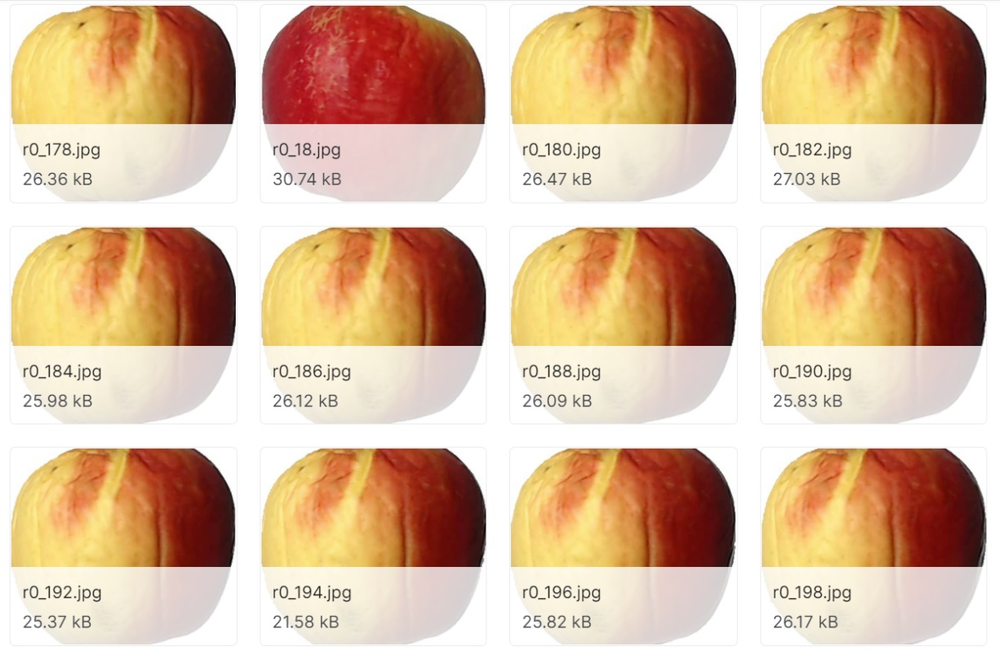 r0_178.jpg
26.36 kB
r0_18.jpg
30.74 kB
r0_180.jpg
26.47 kB
r0_182.jpg
27.03 kB
r0_184.jpg
25.98 kB
r0_186.jpg
26.12 kB
r0_188.jpg
26.09 kB
r0_190.jpg
25.83 kB
r0_192.jpg
25.37 kB
r0_194.jpg
21.58 kB
r0_196.jpg
25.82 kB
r0_198.jpg
26.17 kB